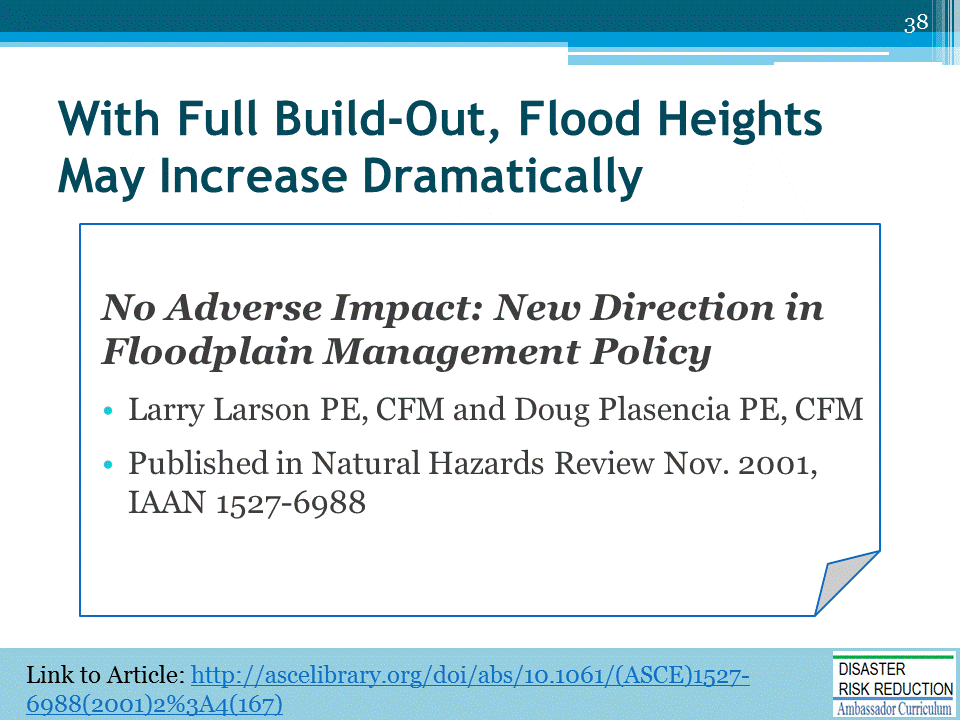 38
With Full Build-Out, Flood Heights
May Increase Dramatically
No Adverse Impact: New Direction in
Floodplain Management Policy
• Larry Larson PE, CFM and Doug Plasencia PE, CFM
• Published in Natural Hazards Review Nov. 2001,
IAAN 1527-6988
Link to Article: http://ascelibrary.org/doi/abs/10.1061/(ASCE)1527-
6988(2001)2%3A4(167)
DISASTER
RISK REDUCTION
Ambassador Curriculum